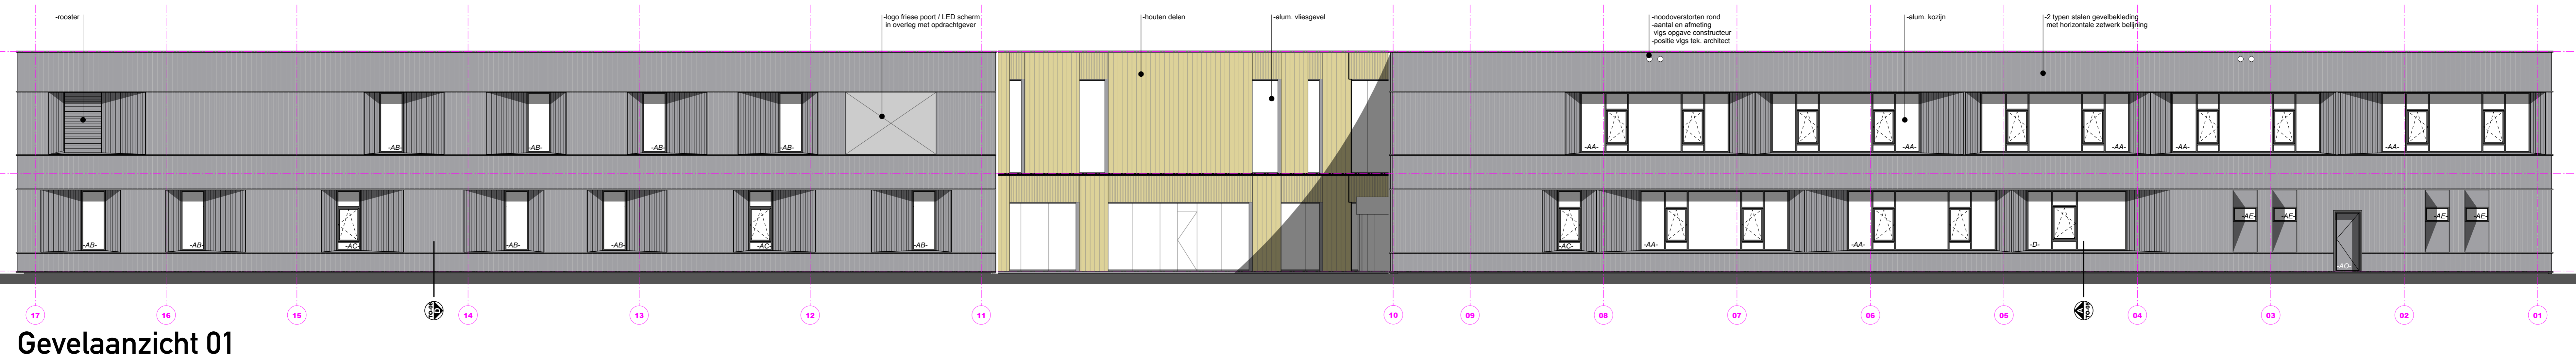 -rooster
-logo friese poort / LED scherm
in overleg met opdrachtgever
-houten delen
-alum. vliesgevel
-noodoverstorten rond
-aantal en afmeting
vlgs opgave constructeur
-positie vlgs tek. architect
-alum. kozijn
-2 typen stalen gevelbekleding
met horizontale zetwerk belijning
-AB- -AB- -AB- -AB- -AA- -AA- -AA- -AA- -AA-
-AB- -AB- -AC- -AB- -AB- -AC- -AB- -AC- -AA- -AA- -D- -AE- -AE- -AE- -AE-
-AO-
17 16 15 14 13 12 11 10 09 08 07 06 05 04 03 02 01
Gevelaanzicht 01